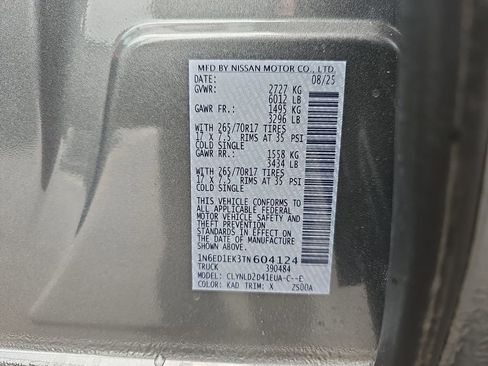 MFD BY NISSAN MOTOR CO., LTD.
DATE: 08/25
GVWR: 2727 KG
6012 LB
GAWR FR.: 1495 KG
3296 LB
WITH 265/70R17 TIRES
17 X 7.5 RIMS AT 35 PSI
COLD SINGLE
GAWR RR.: 1558 KG
3434 LB
WITH 265/70R17 TIRES
17 X 7.5 RIMS AT 35 PSI
COLD SINGLE
THIS VEHICLE CONFORMS TO
ALL APPLICABLE FEDERAL
MOTOR VEHICLE SAFETY AND
THEFT PREVENTION
STANDARDS IN EFFECT ON
THE DATE OF MANUFACTURE
SHOWN ABOVE.
1N6ED1EK3TN604124
TRUCK 390484
MODEL: CLYNLD2D41EUA-C--E
COLOR: KAD TRIM: X 2500A